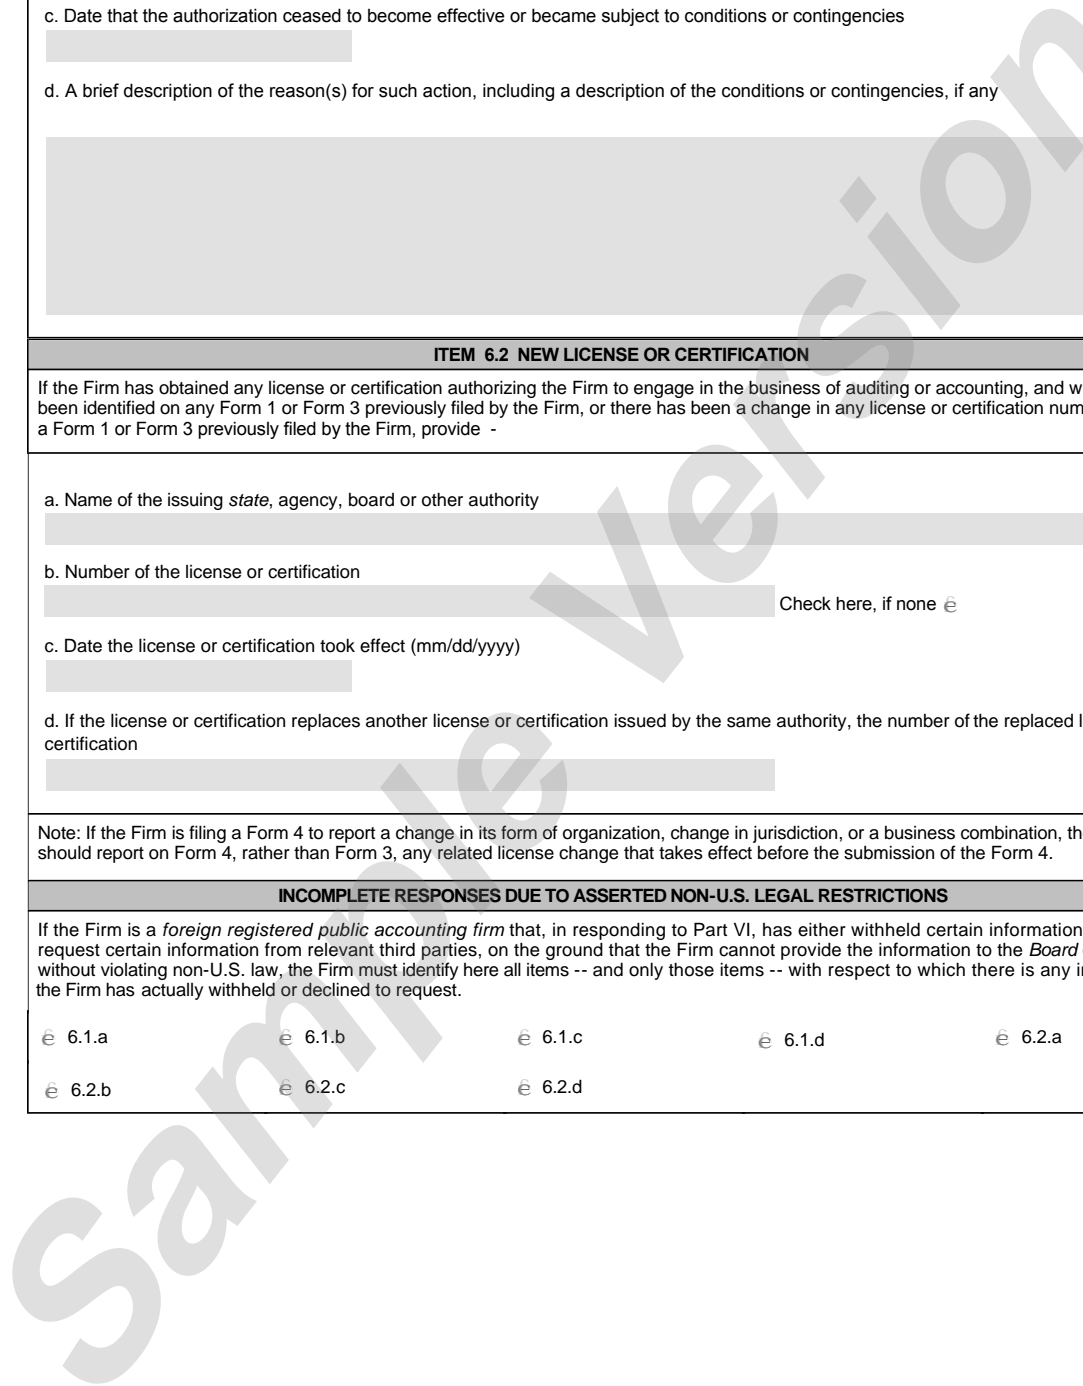 c. Date that the authorization ceased to become effective or became subject to conditions or contingencies
d. A brief description of the reason(s) for such action, including a description of the conditions or contingencies, if any
ITEM 6.2 NEW LICENSE OR CERTIFICATION
If the Firm has obtained any license or certification authorizing the Firm to engage in the business of auditing or accounting, and w
been identified on any Form 1 or Form 3 previously filed by the Firm, or there has been a change in any license or certification num
a Form 1 or Form 3 previously filed by the Firm, provide -
a. Name of the issuing state, agency, board or other authority
b. Number of the license or certification
Check here, if none
c. Date the license or certification took effect (mm/dd/yyyy)
d. If the license or certification replaces another license or certification issued by the same authority, the number of the replaced l
certification
Note: If the Firm is filing a Form 4 to report a change in its form of organization, change in jurisdiction, or a business combination, th
should report on Form 4, rather than Form 3, any related license change that takes effect before the submission of the Form 4.
INCOMPLETE RESPONSES DUE TO ASSERTED NON-U.S. LEGAL RESTRICTIONS
If the Firm is a foreign registered public accounting firm that, in responding to Part VI, has either withheld certain information
request certain information from relevant third parties, on the ground that the Firm cannot provide the information to the Board
without violating non-U.S. law, the Firm must identify here all items -- and only those items -- with respect to which there is any i
the Firm has actually withheld or declined to request.
6.1.a 6.1.b 6.1.c 6.1.d 6.2.a
6.2.b 6.2.c 6.2.d
Sample Version